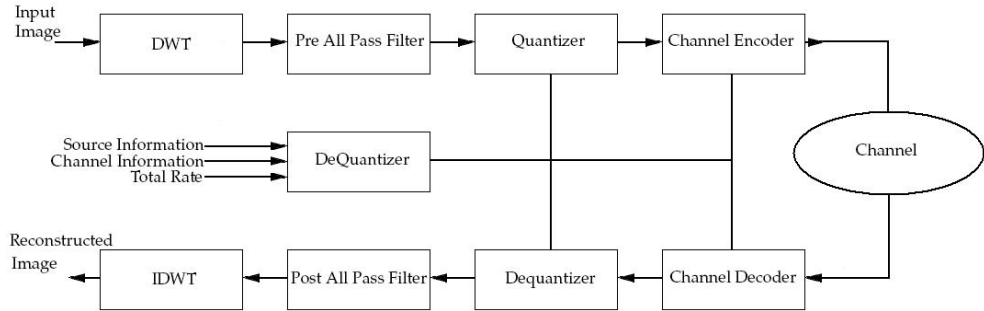 Input
Image
DWT
Pre All Pass Filter
Quantizer
Channel Encoder
Source Information
Channel Information
Total Rate
DeQuantizer
Channel
Reconstructed
Image
IDWT
Post All Pass Filter
Dequantizer
Channel Decoder